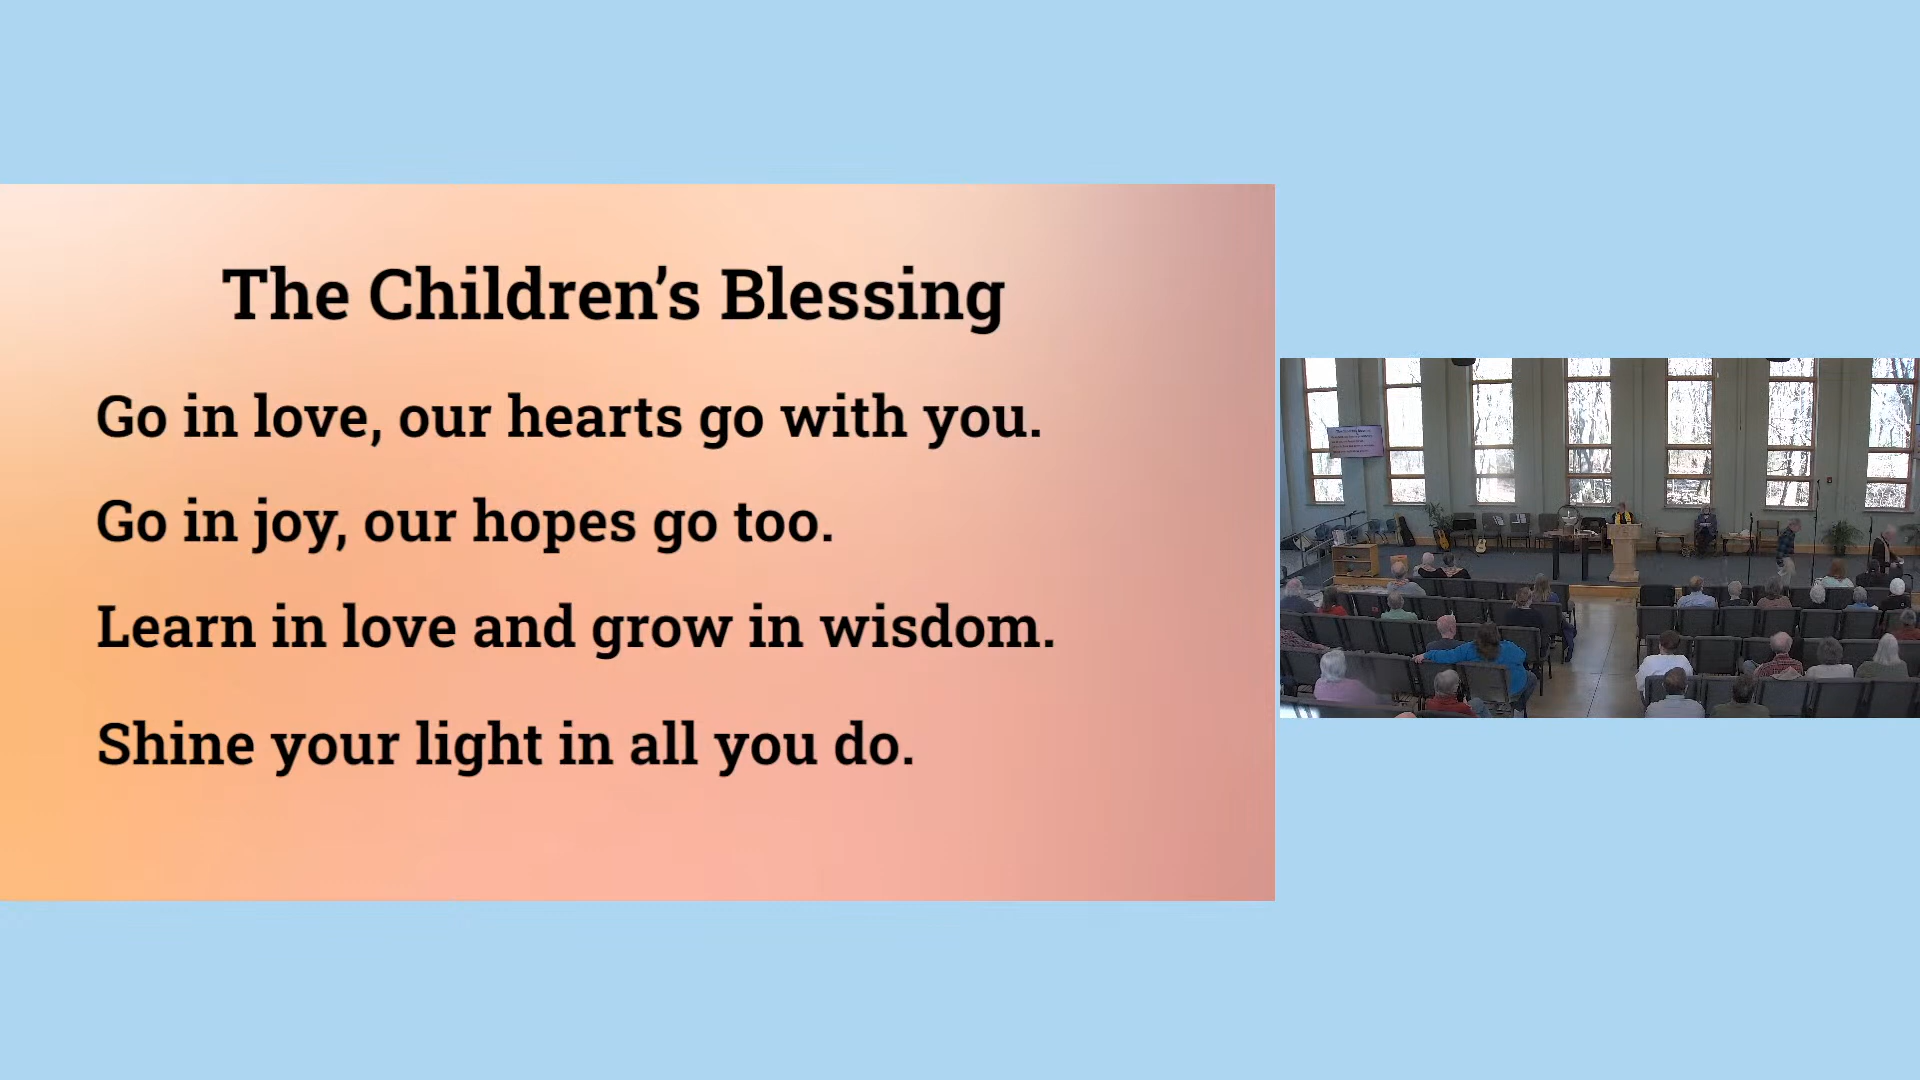 The Children’s Blessing
Go in love, our hearts go with you.
Go in joy, our hopes go too.
Learn in love and grow in wisdom.
Shine your light in all you do.